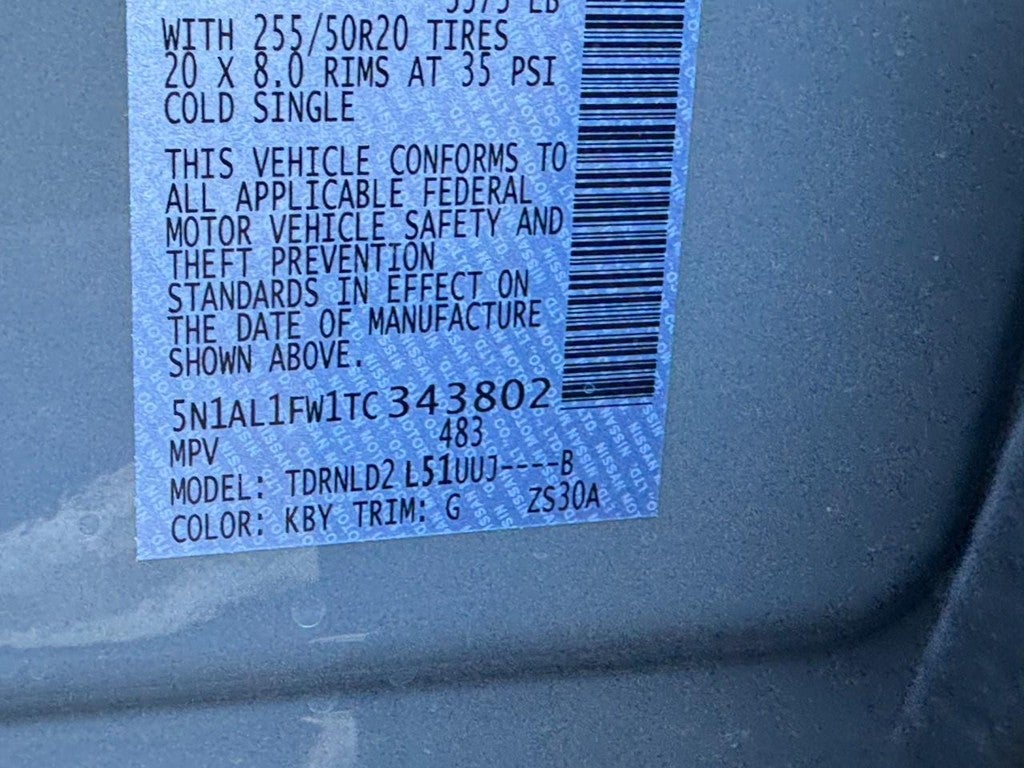 WITH 255/50R20 TIRES
20 X 8.0 RIMS AT 35 PSI
COLD SINGLE
THIS VEHICLE CONFORMS TO
ALL APPLICABLE FEDERAL
MOTOR VEHICLE SAFETY AND
THEFT PREVENTION
STANDARDS IN EFFECT ON
THE DATE OF MANUFACTURE
SHOWN ABOVE.
5N1AL1FW1TC343802
MPV 483
MODEL: TDRNLD2 L51UUJ----B
COLOR: KBY TRIM: G ZS30A